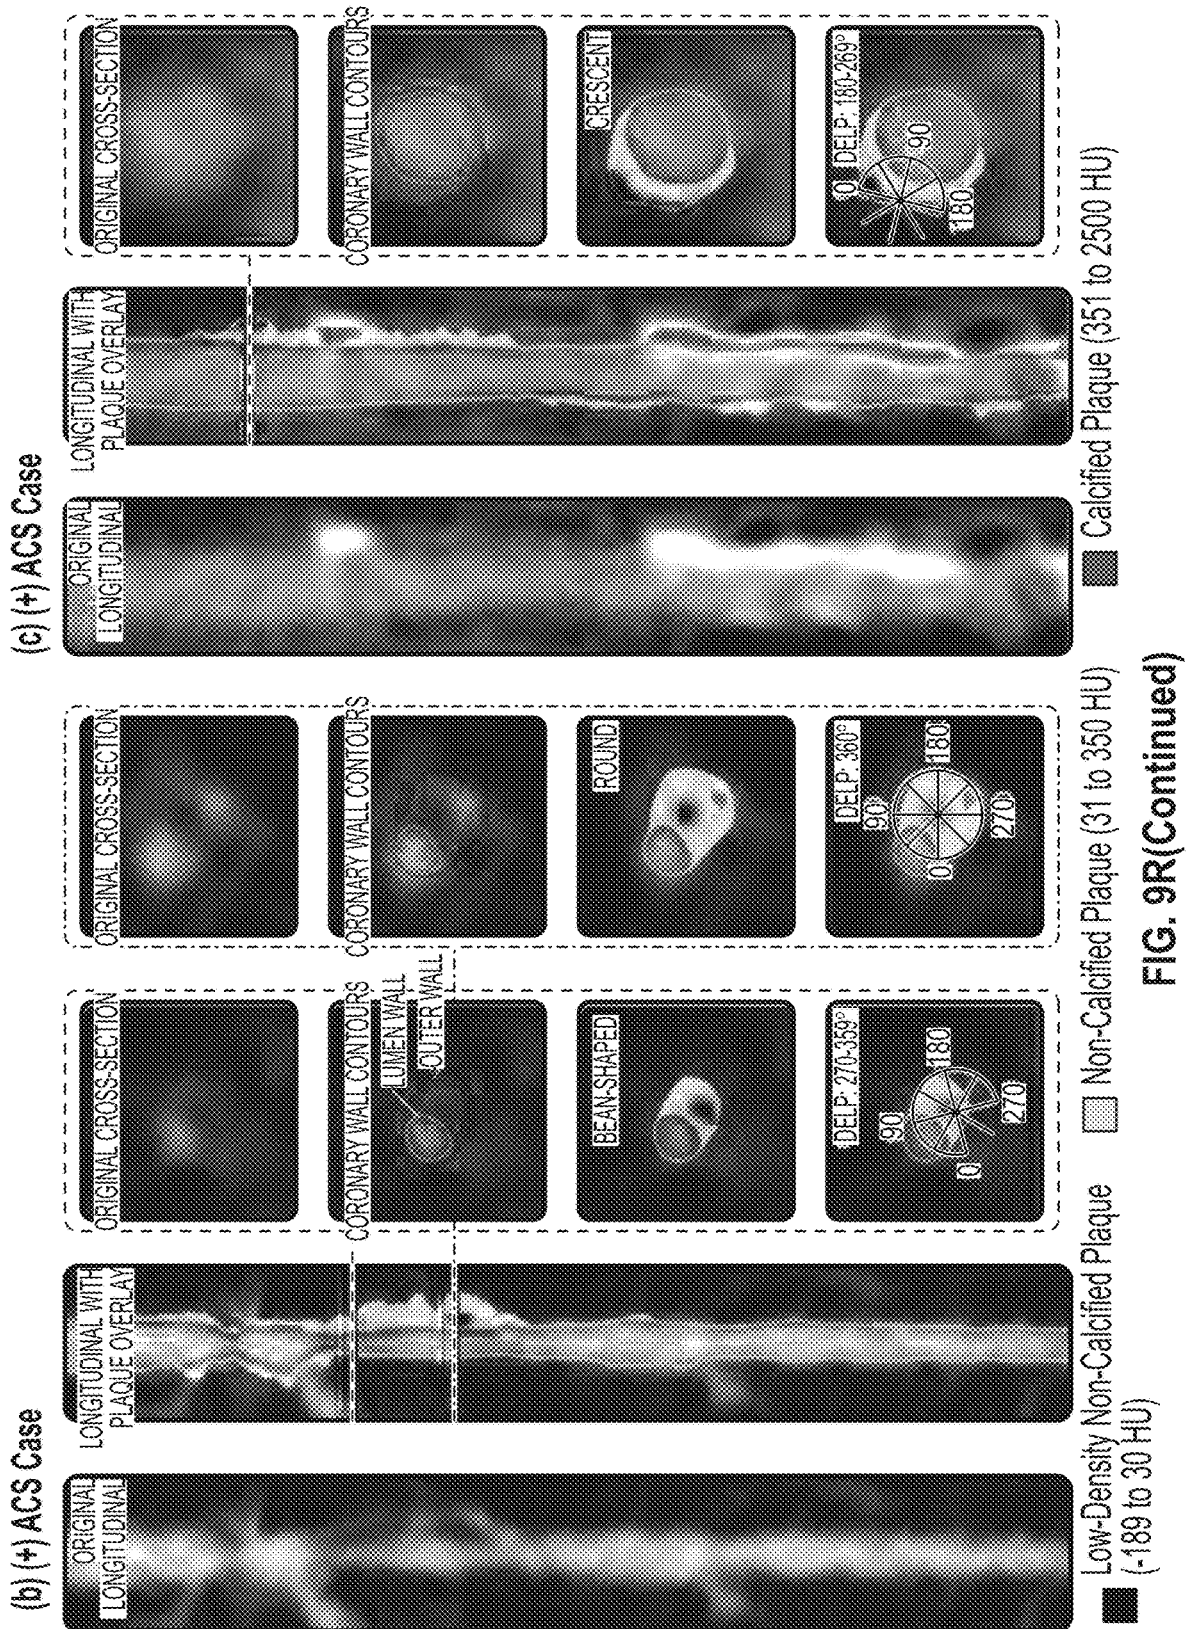 (b) (+) ACS Case
ORIGINAL
LONGITUDINAL
LONGITUDINAL WITH
PLAQUE OVERLAY
ORIGINAL CROSS-SECTION
CORONARY WALL CONTOURS
LUMEN WALL
OUTER WALL
BEAN-SHAPED
DELP: 270-359°
0
90
180
270
ORIGINAL CROSS-SECTION
CORONARY WALL CONTOURS
ROUND
DELP: 360°
0
90
180
270
(c) (+) ACS Case
ORIGINAL
LONGITUDINAL
LONGITUDINAL WITH
PLAQUE OVERLAY
ORIGINAL CROSS-SECTION
CORONARY WALL CONTOURS
CRESCENT
DELP: 180-269°
0
90
180
Low-Density Non-Calcified Plaque
(-189 to 30 HU)
Non-Calcified Plaque (31 to 350 HU)
Calcified Plaque (351 to 2500 HU)
FIG. 9R(Continued)